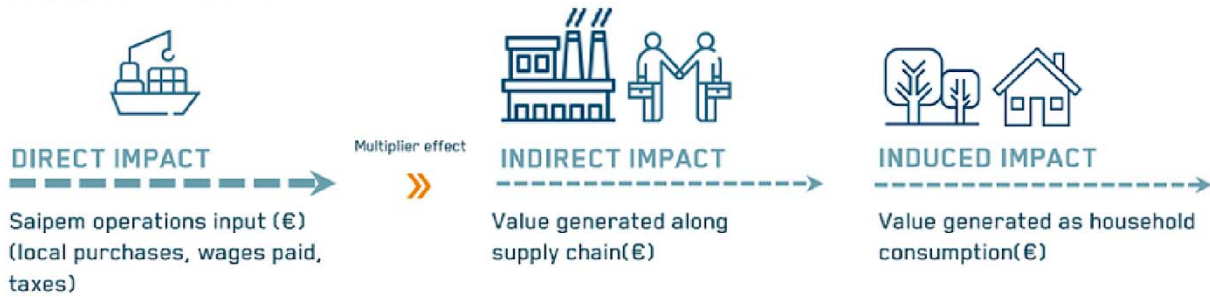 DIRECT IMPACT
Saipem operations input (€)
(local purchases, wages paid,
taxes)
Multiplier effect
INDIRECT IMPACT
Value generated along
supply chain(€)
INDUCED IMPACT
Value generated as household
consumption(€)